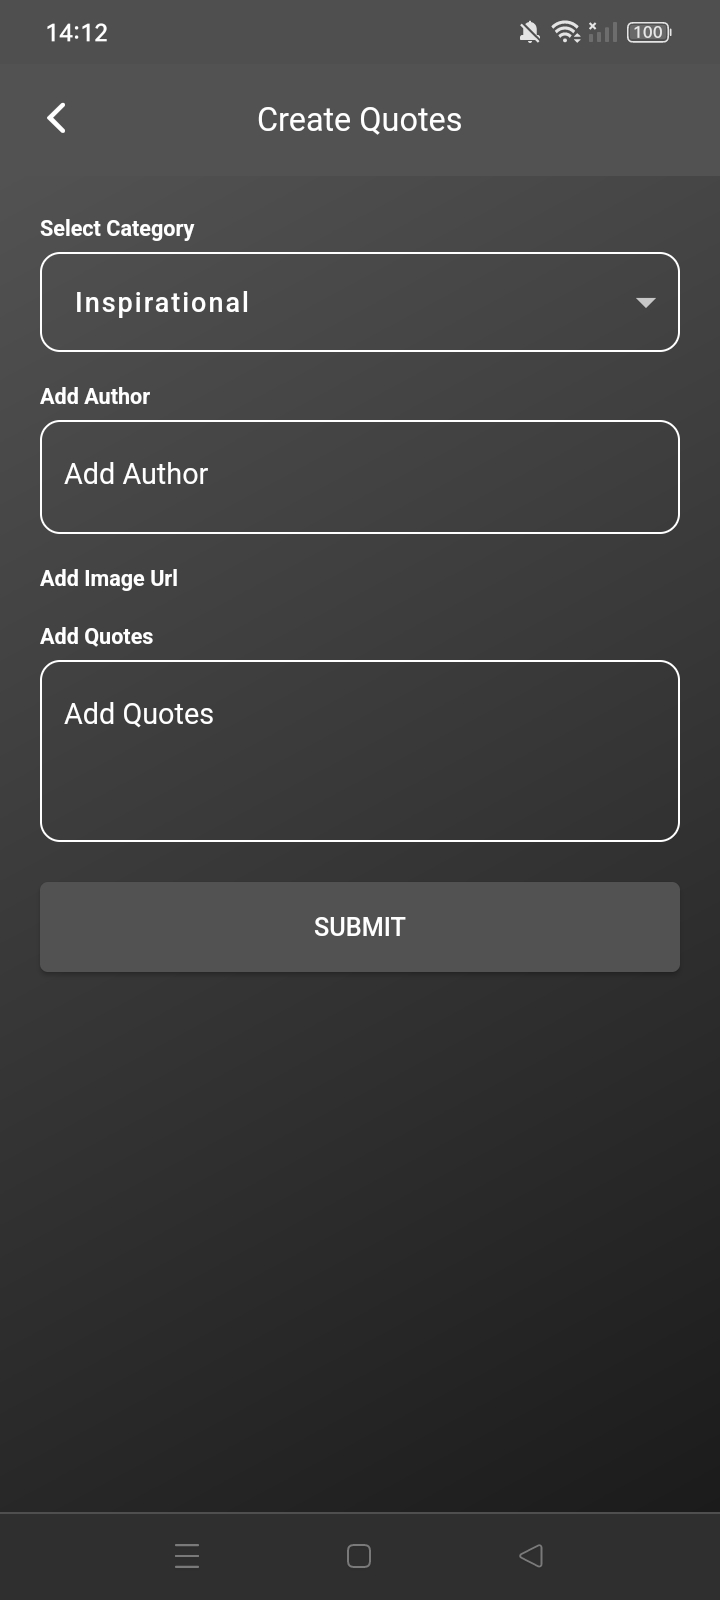 14:12
100
Create Quotes
Select Category
Inspirational
Add Author
Add Author
Add Image Url
Add Quotes
Add Quotes
SUBMIT